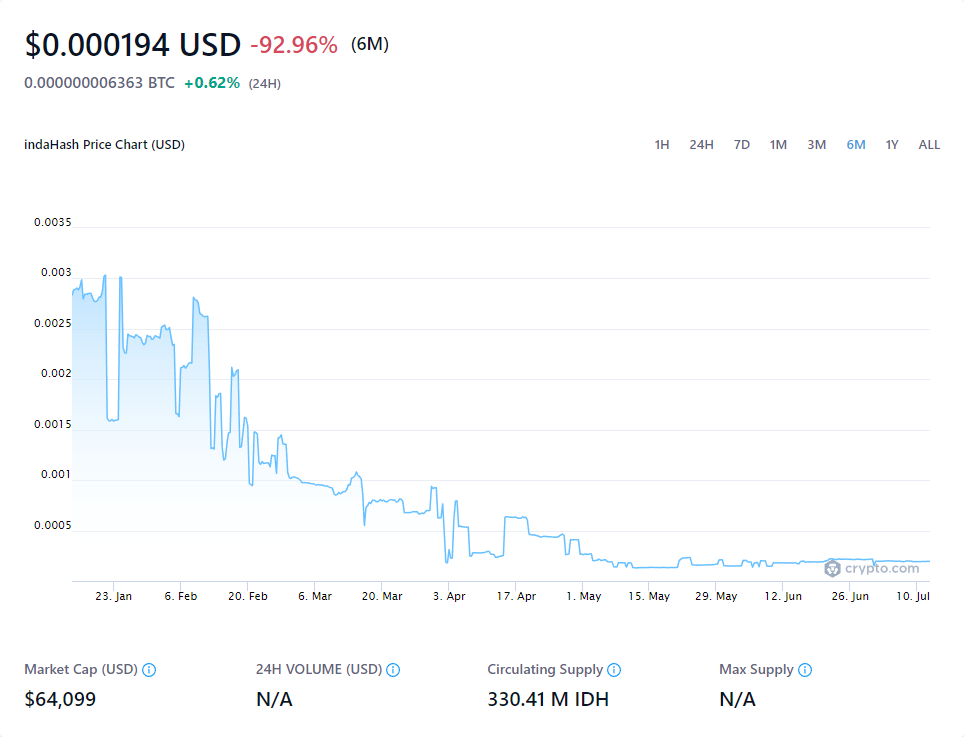 $0.000194 USD -92.96% (6M)
0.000000006363 BTC +0.62% (24H)
indaHash Price Chart (USD) 1H 24H 7D 1M 3M 6M 1Y ALL
0.0035
0.003
0.0025
0.002
0.0015
0.001
0.0005
crypto.com
23. Jan 6. Feb 20. Feb 6. Mar 20. Mar 3. Apr 17. Apr 1. May 15. May 29. May 12. Jun 26. Jun 10. Jul
Market Cap (USD) 24H VOLUME (USD) Circulating Supply Max Supply
$64,099 N/A 330.41 M IDH N/A